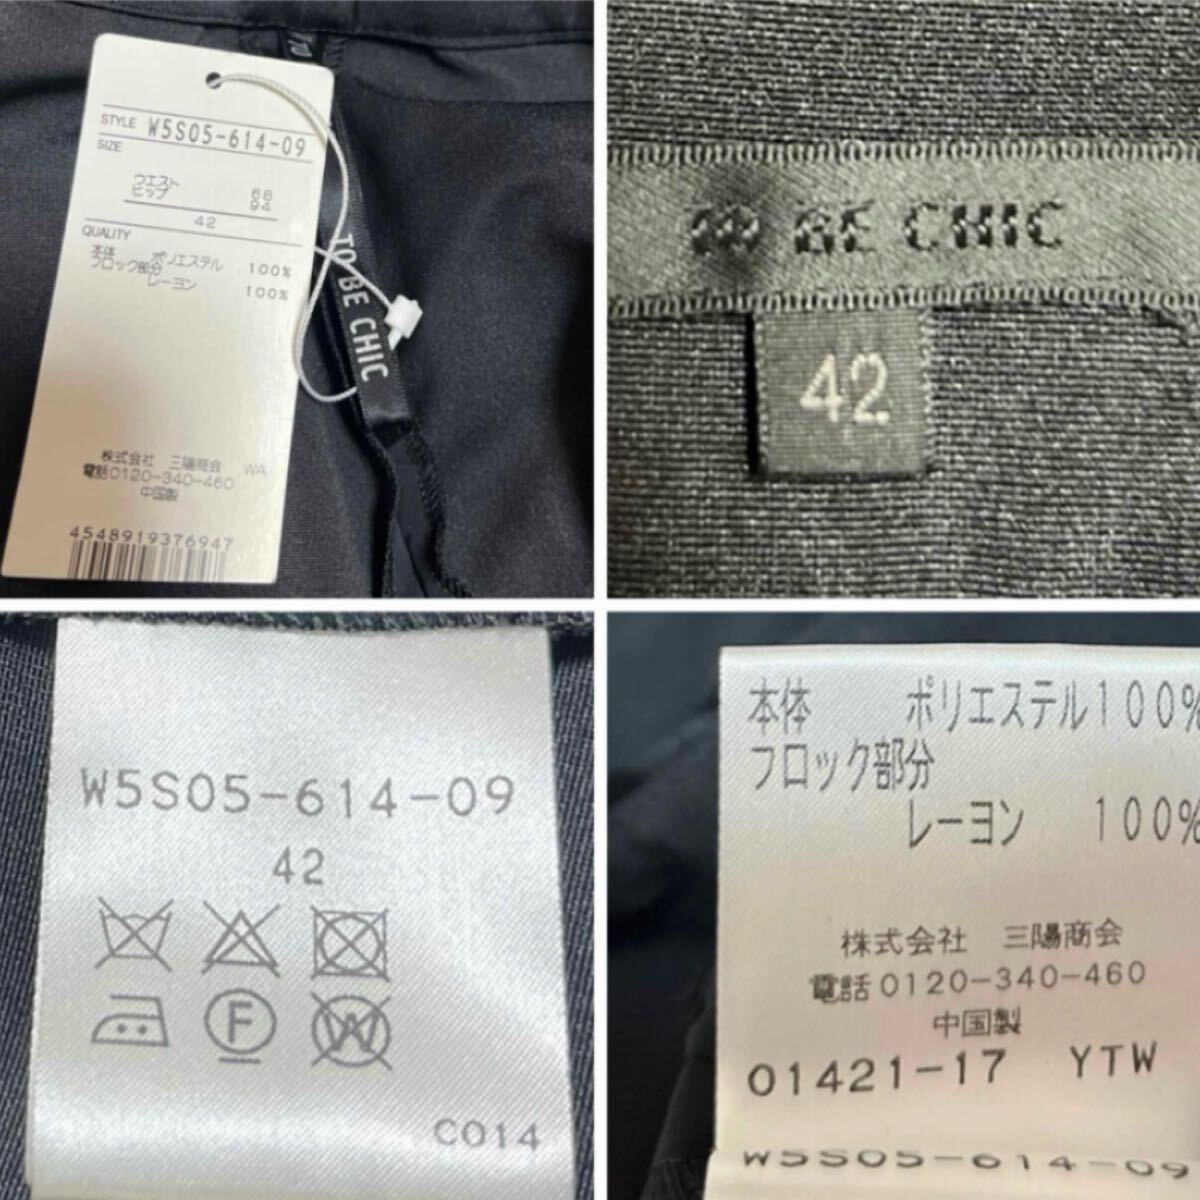 STYLE W5S05-614-09
SIZE
ウエスト 68
ヒップ 94
42
QUALITY
本体 ポリエステル 100%
フロック部分
レーヨン 100%
株式会社 三陽商会 WA
電話0120-340-460
中国製
4548919376947
TO BE CHIC
TO BE CHIC
42
W5S05-614-09
42
F
W
C014
本体 ポリエステル100%
フロック部分
レーヨン 100%
株式会社 三陽商会
電話0120-340-460
中国製
01421-17 YTW
W5S05-614-09